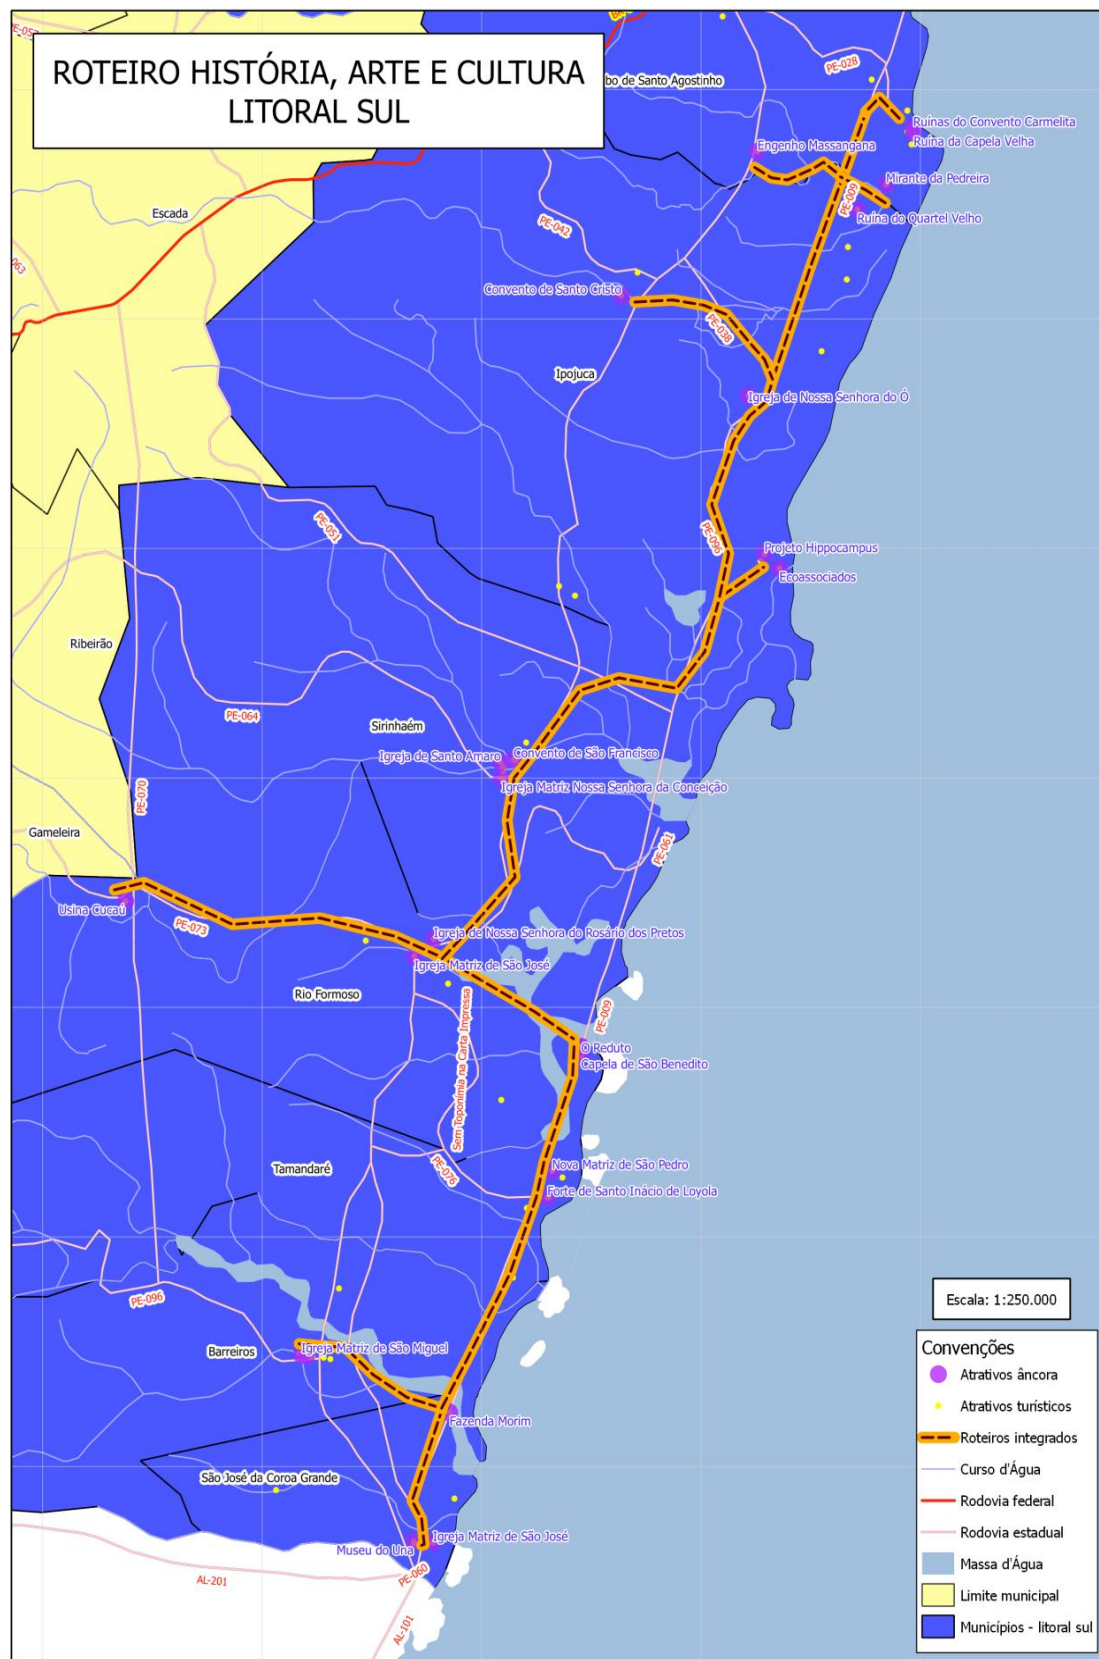 PE-057
ROTEIRO HISTÓRIA, ARTE E CULTURA
LITORAL SUL
bo de Santo Agostinho
PE-028
Ruínas do Convento Carmelita
Ruína da Capela Velha
Engenho Massangana
Mirante da Pedreira
PE-009
Ruína do Quartel Velho
Escada
PE-042
063
Convento de Santo Cristo
PE-038
Ipojuca
Igreja de Nossa Senhora do Ó
PE-051
PE-096
Projeto Hippocampus
Ecoassociados
Ribeirão
PE-064
Sirinhaém
Igreja de Santo Amaro
Convento de São Francisco
Igreja Matriz Nossa Senhora da Conceição
PE-070
Gameleira
PE-061
Usina Cucaú
PE-073
Igreja de Nossa Senhora do Rosário dos Pretos
Igreja Matriz de São José
Rio Formoso
Sem Toponímia na Carta Impressa
PE-009
O Reduto
Capela de São Benedito
Tamandaré
PE-076
Nova Matriz de São Pedro
Forte de Santo Inácio de Loyola
PE-096
Barreiros
Igreja Matriz de São Miguel
Fazenda Morim
São José da Coroa Grande
Igreja Matriz de São José
Museu do Una
PE-060
AL-201
AL-101
Escala: 1:250.000
Convenções
Atrativos âncora
Atrativos turísticos
Roteiros integrados
Curso d'Água
Rodovia federal
Rodovia estadual
Massa d'Água
Limite municipal
Municípios - litoral sul